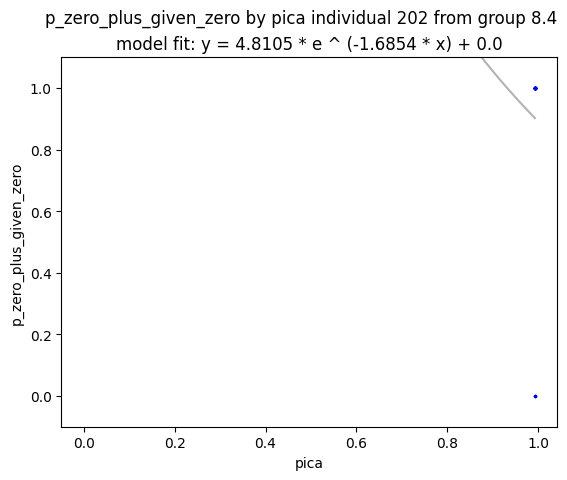 p_zero_plus_given_zero by pica individual 202 from group 8.4
model fit: y = 4.8105 * e ^ (-1.6854 * x) + 0.0
1.0
0.8
0.6
0.4
0.2
0.0
p_zero_plus_given_zero
0.0 0.2 0.4 0.6 0.8 1.0
pica